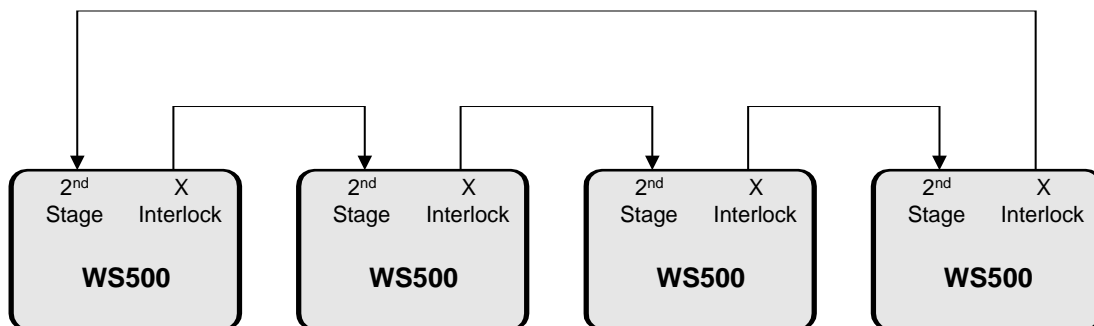 2nd X
Stage Interlock
WS500
2nd X
Stage Interlock
WS500
2nd X
Stage Interlock
WS500
2nd X
Stage Interlock
WS500